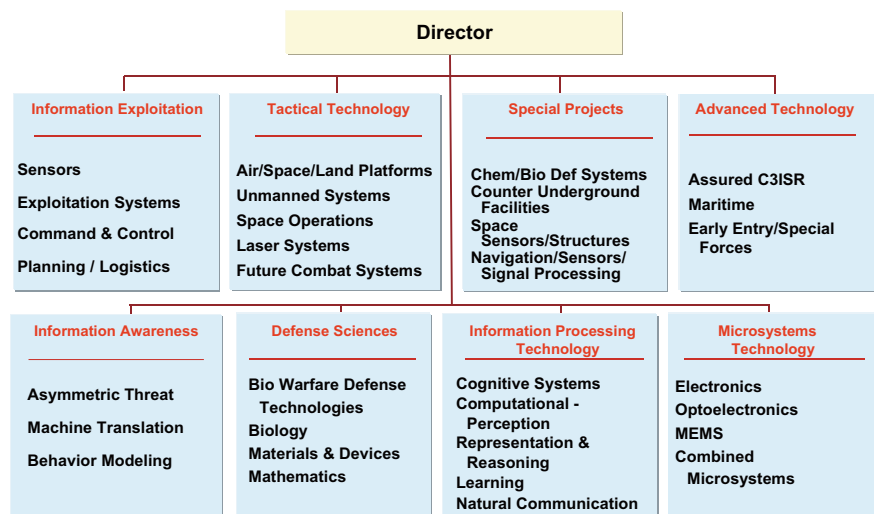 Director
Information Exploitation
Sensors
Exploitation Systems
Command & Control
Planning / Logistics
Tactical Technology
Air/Space/Land Platforms
Unmanned Systems
Space Operations
Laser Systems
Future Combat Systems
Special Projects
Chem/Bio Def Systems
Counter Underground
Facilities
Space
Sensors/Structures
Navigation/Sensors/
Signal Processing
Advanced Technology
Assured C3ISR
Maritime
Early Entry/Special
Forces
Information Awareness
Asymmetric Threat
Machine Translation
Behavior Modeling
Defense Sciences
Bio Warfare Defense
Technologies
Biology
Materials & Devices
Mathematics
Information Processing
Technology
Cognitive Systems
Computational -
Perception
Representation &
Reasoning
Learning
Natural Communication
Microsystems
Technology
Electronics
Optoelectronics
MEMS
Combined
Microsystems